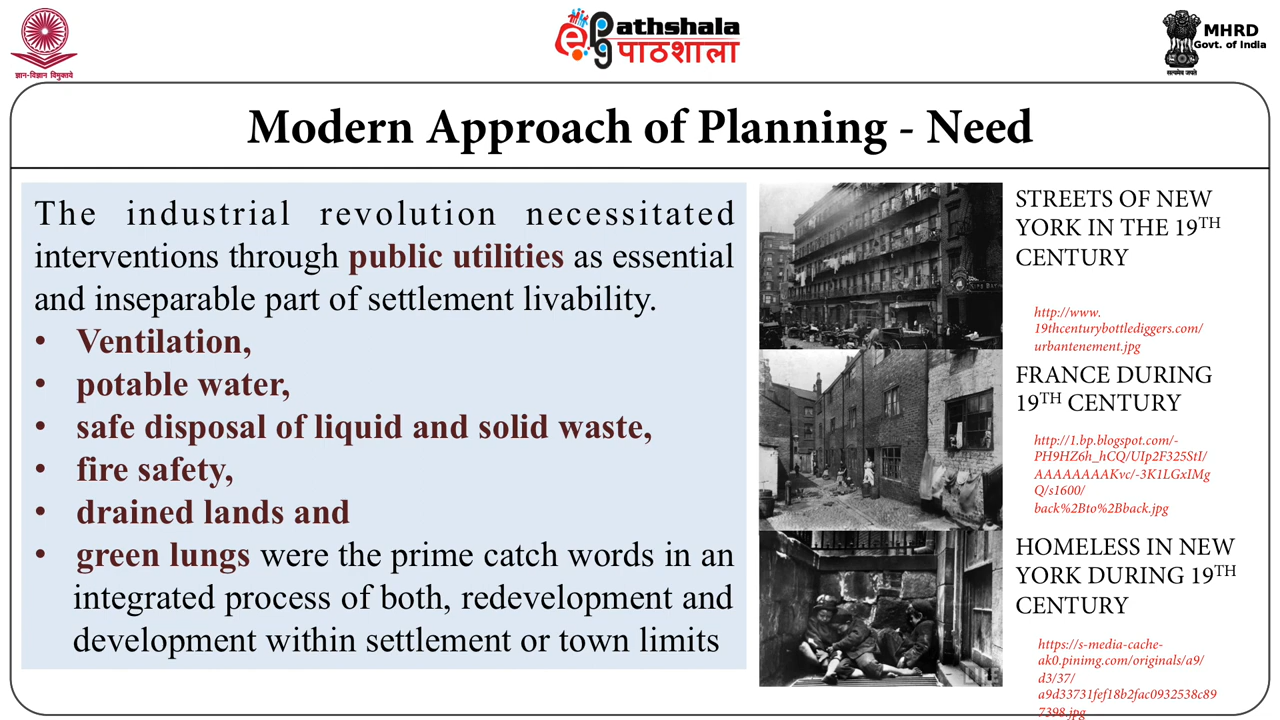 ज्ञान-विज्ञान विमुक्तये
ePathshala
पाठशाला
MHRD
Govt. of India
सत्यमेव जयते
Modern Approach of Planning - Need
The industrial revolution necessitated
interventions through public utilities as essential
and inseparable part of settlement livability.
• Ventilation,
• potable water,
• safe disposal of liquid and solid waste,
• fire safety,
• drained lands and
• green lungs were the prime catch words in an
integrated process of both, redevelopment and
development within settlement or town limits
STREETS OF NEW
YORK IN THE 19TH
CENTURY
http://www.
19thcenturybottlediggers.com/
urbantenement.jpg
FRANCE DURING
19TH CENTURY
http://1.bp.blogspot.com/-
PH9HZ6h_hCQ/UIp2F325StI/
AAAAAAAAKvc/-3K1LGxIMg
Q/s1600/
back%2Bto%2Bback.jpg
LIFE
HOMELESS IN NEW
YORK DURING 19TH
CENTURY
https://s-media-cache-
ak0.pinimg.com/originals/a9/
d3/37/
a9d33731fef18b2fac0932538c89
7398.jpg